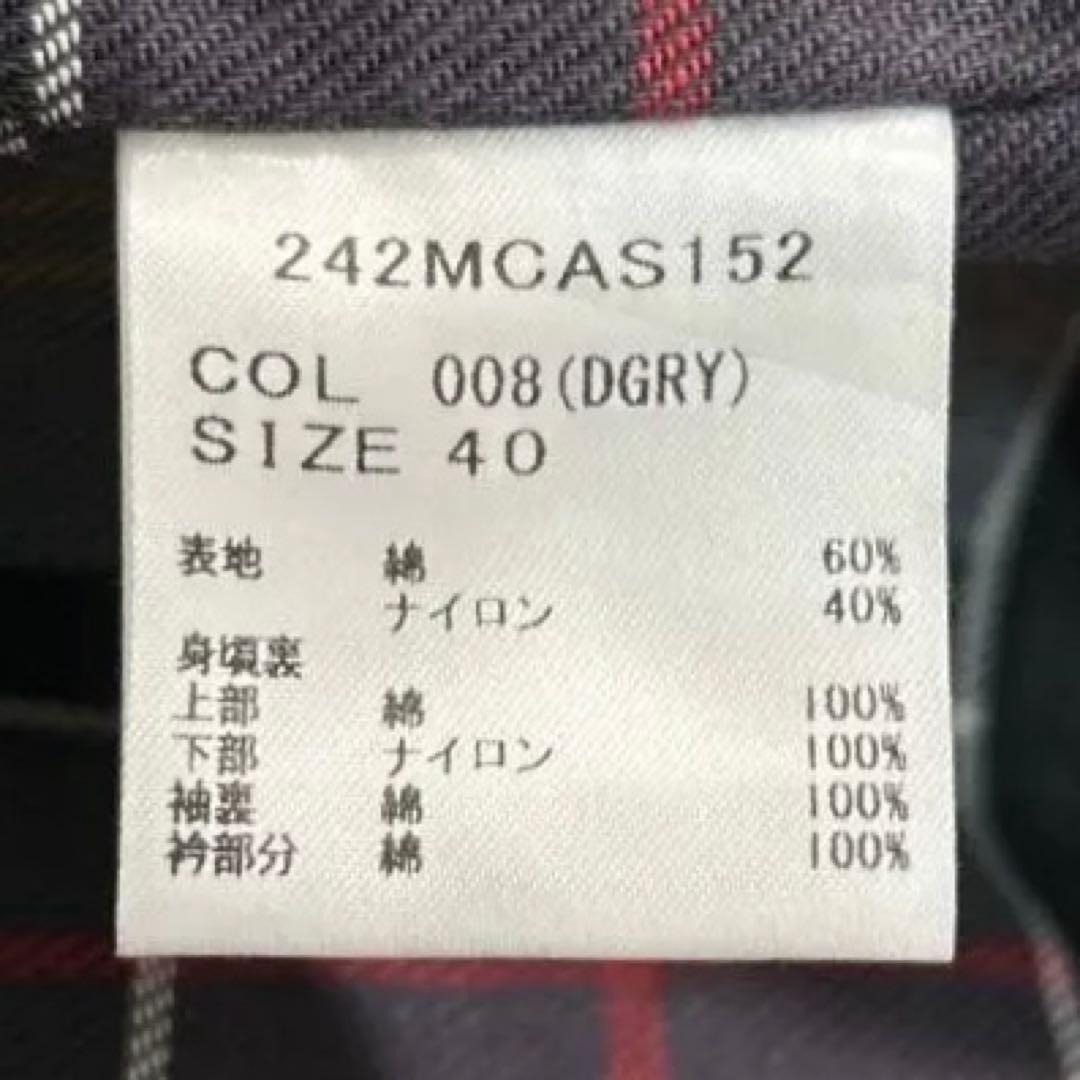 242MCAS152
COL 008(DGRY)
SIZE 40
表地 綿 60%
ナイロン 40%
身頃裏
上部 綿 100%
下部 ナイロン 100%
袖裏 綿 100%
衿部分 綿 100%